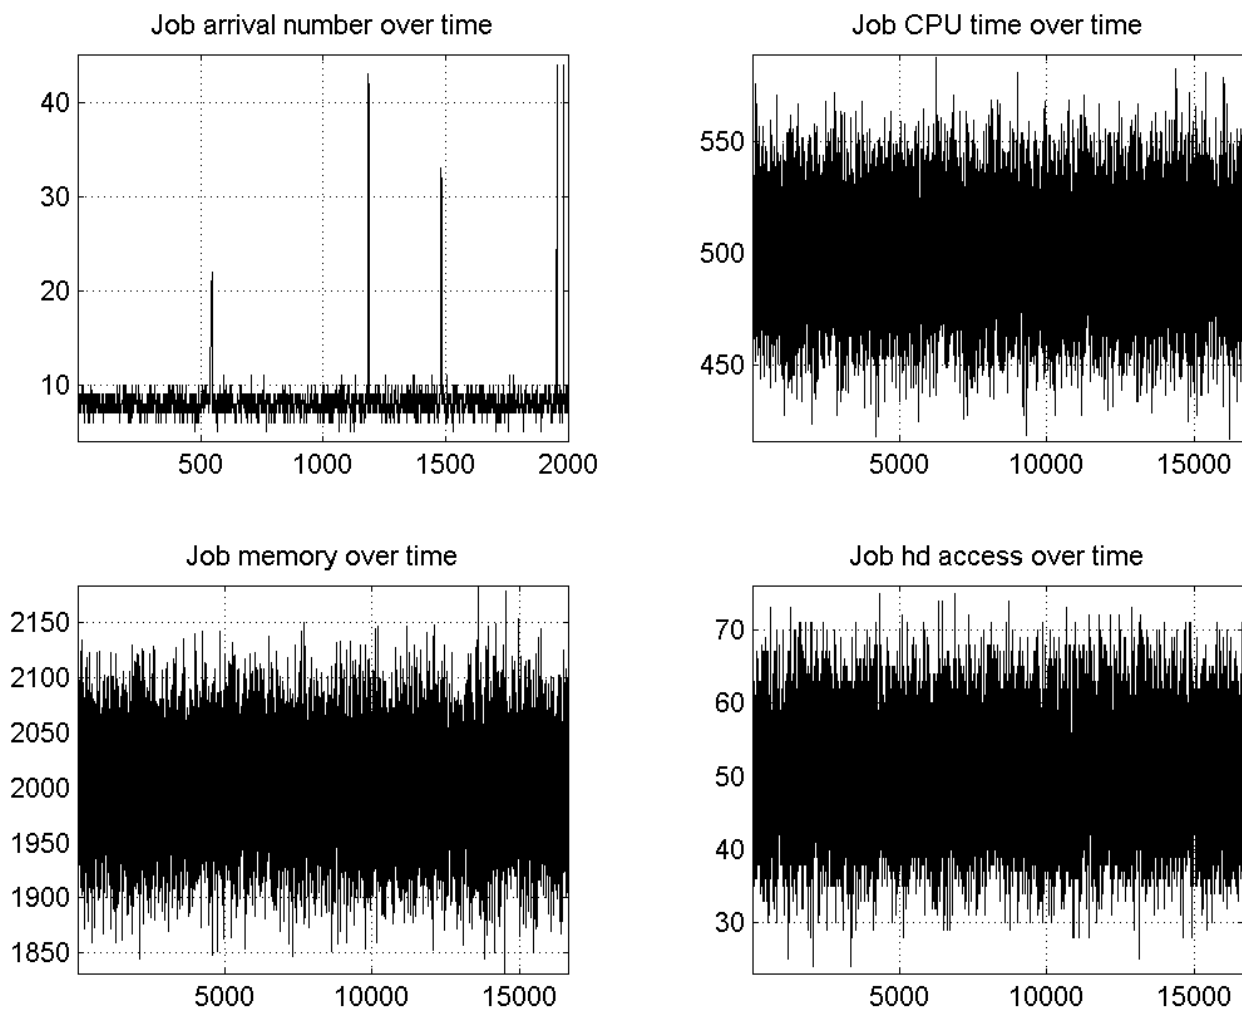 Job arrival number over time
40
30
20
10
500 1000 1500 2000
Job CPU time over time
550
500
450
5000 10000 15000
Job memory over time
2150
2100
2050
2000
1950
1900
1850
5000 10000 15000
Job hd access over time
70
60
50
40
30
5000 10000 15000